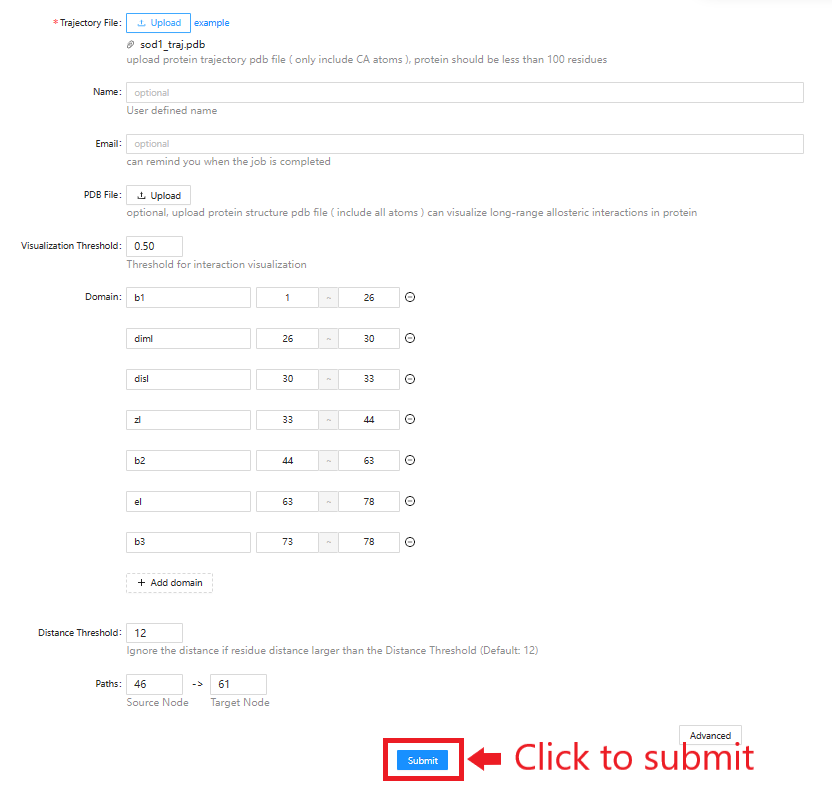 * Trajectory File: Upload example
sod1_traj.pdb
upload protein trajectory pdb file ( only include CA atoms ), protein should be less than 100 residues
Name: optional
User defined name
Email: optional
can remind you when the job is completed
PDB File: Upload
optional, upload protein structure pdb file ( include all atoms ) can visualize long-range allosteric interactions in protein
Visualization Threshold: 0.50
Threshold for interaction visualization
Domain: b1 1 ~ 26
diml 26 ~ 30
disl 30 ~ 33
zl 33 ~ 44
b2 44 ~ 63
el 63 ~ 78
b3 73 ~ 78
+ Add domain
Distance Threshold: 12
Ignore the distance if residue distance larger than the Distance Threshold (Default: 12)
Paths: 46 -> 61
Source Node Target Node
Advanced
Submit Click to submit